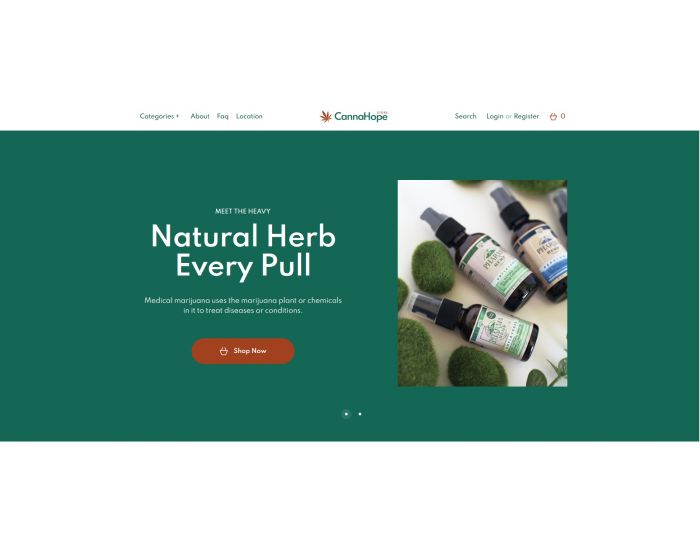 Categories +
About
Faq
Location
CannaHope
Search
Login or Register
0
MEET THE HEAVY
Natural Herb
Every Pull
Medical marijuana uses the marijuana plant or chemicals
in it to treat diseases or conditions.
Shop Now